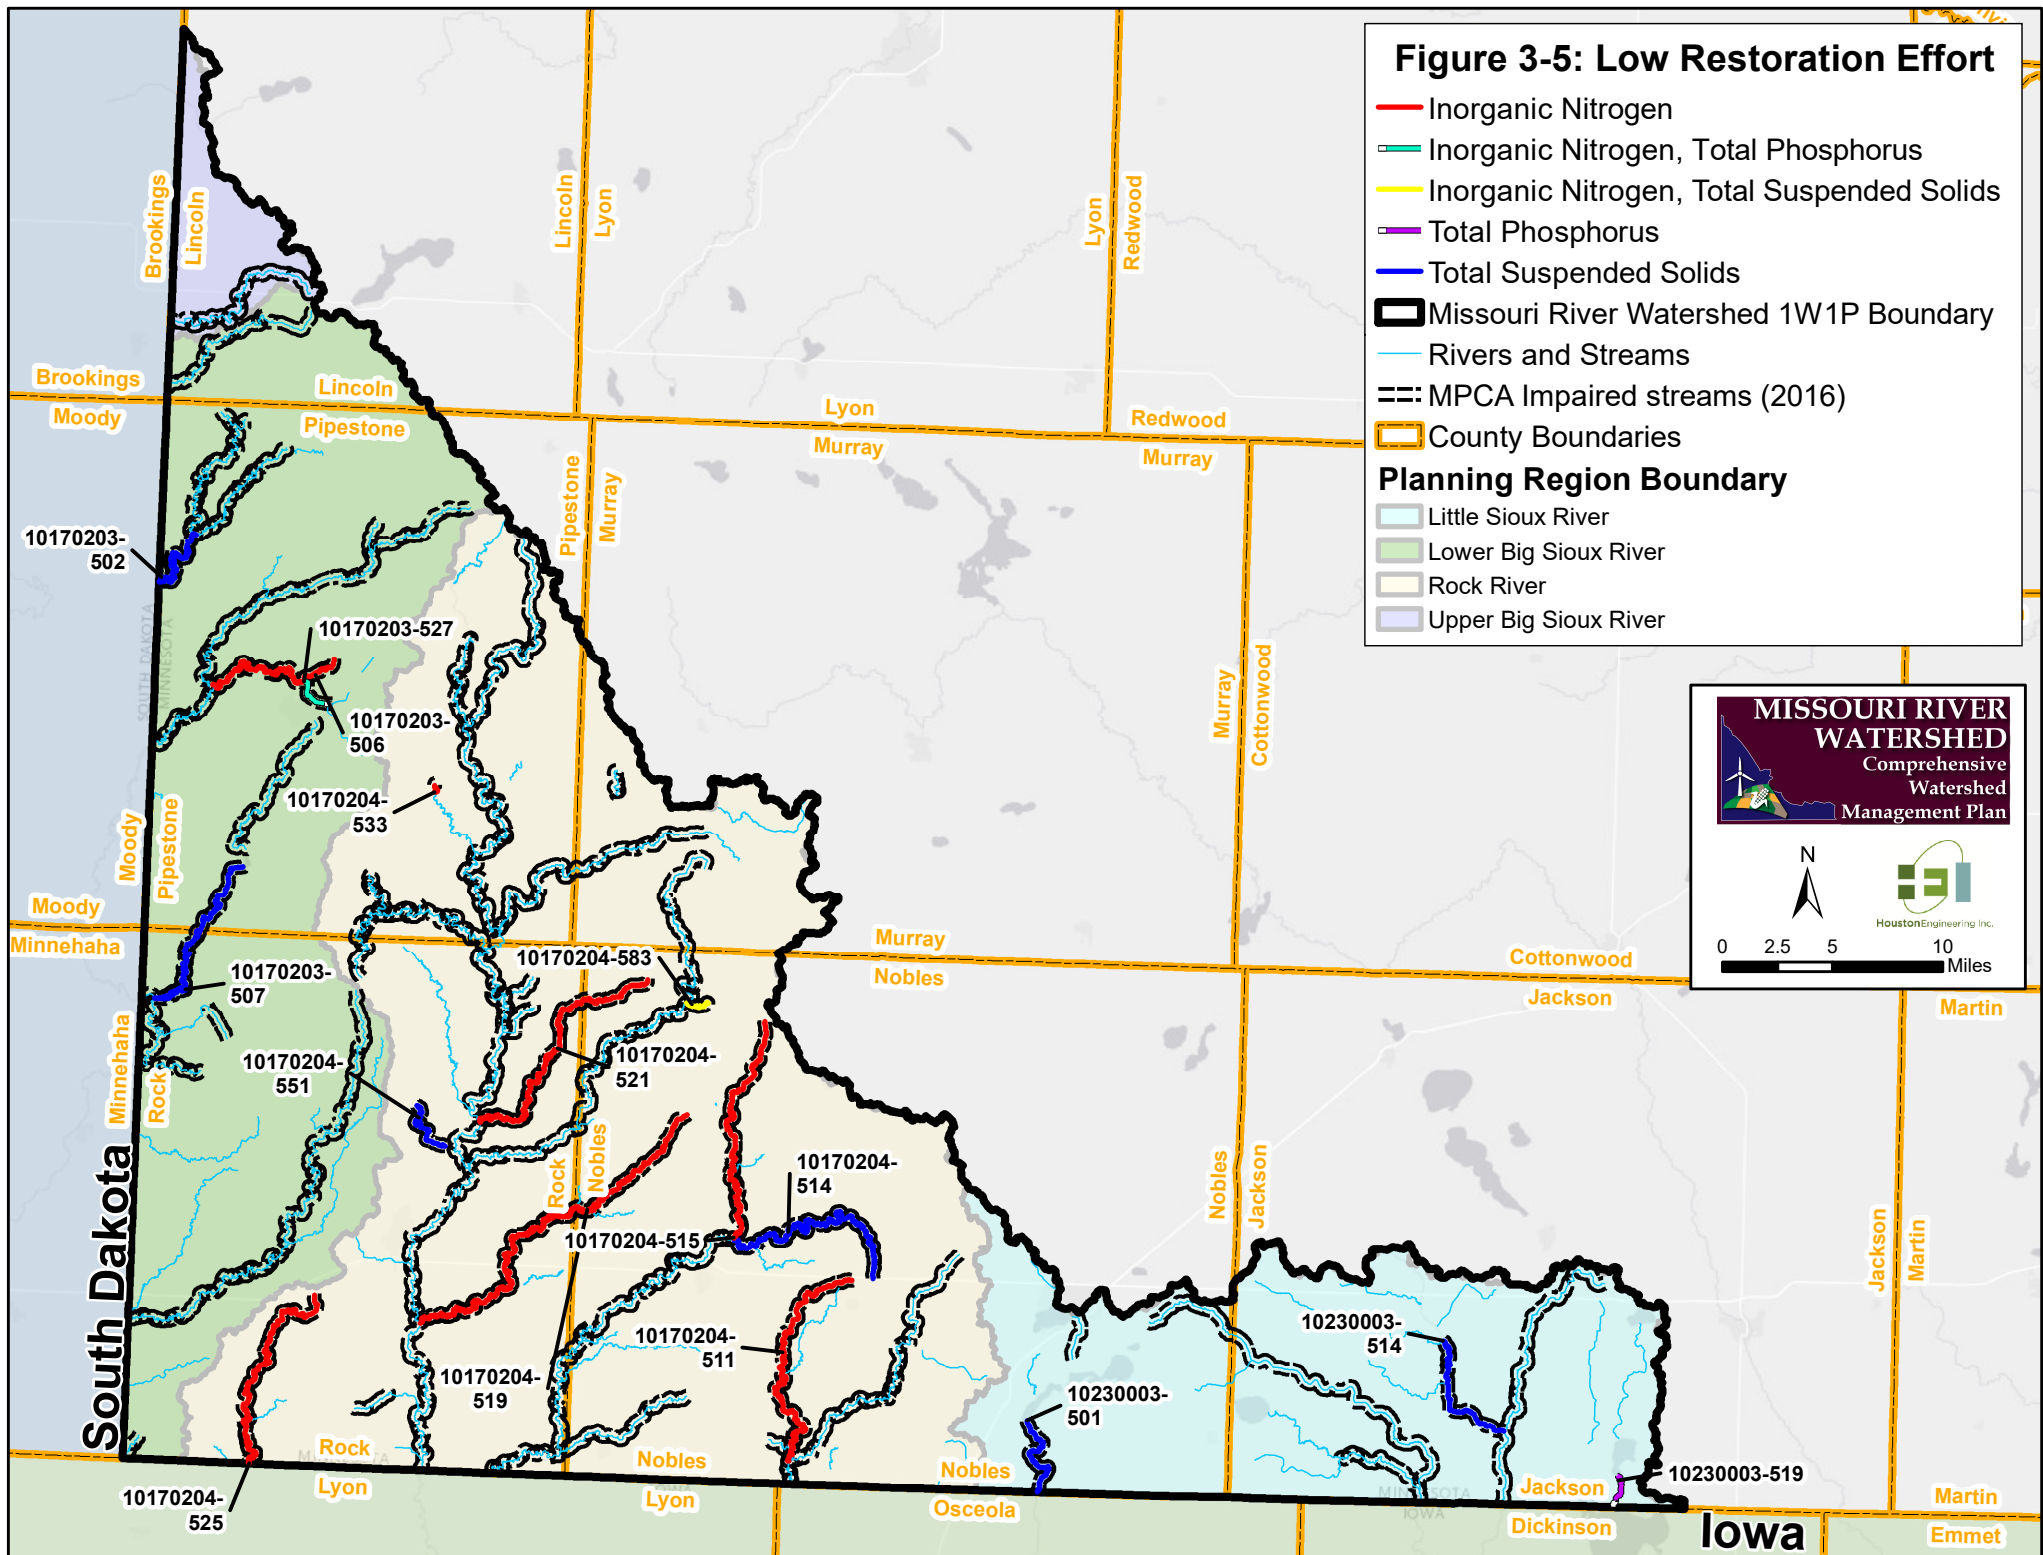 Figure 3-5: Low Restoration Effort
Inorganic Nitrogen
Inorganic Nitrogen, Total Phosphorus
Inorganic Nitrogen, Total Suspended Solids
Total Phosphorus
Total Suspended Solids
Missouri River Watershed 1W1P Boundary
Rivers and Streams
MPCA Impaired streams (2016)
County Boundaries
Planning Region Boundary
Little Sioux River
Lower Big Sioux River
Rock River
Upper Big Sioux River
MISSOURI RIVER
WATERSHED
Comprehensive
Watershed
Management Plan
N
HoustonEngineering Inc.
0 2.5 5 10
Miles
Brookings
Lincoln
Lincoln
Lyon
Lyon
Redwood
Brookings
Moody
Lincoln
Pipestone
Lyon
Murray
Redwood
Murray
Pipestone
Murray
10170203-
502
SOUTH DAKOTA
MINNESOTA
10170203-527
10170203-
506
10170204-
533
Murray
Cottonwood
Moody
Pipestone
Moody
Minnehaha
Murray
Nobles
Cottonwood
Jackson
Martin
10170204-583
10170203-
507
10170204-
551
10170204-
521
Minnehaha
Rock
Rock
Nobles
10170204-
514
10170204-515
Nobles
Jackson
Jackson
Martin
10170204-
511
10170204-
519
10230003-
514
10230003-
501
10230003-519
South Dakota
Rock
Lyon
Nobles
Lyon
Nobles
Osceola
MINNESOTA
IOWA
Jackson
Dickinson
Martin
Emmet
10170204-
525
Iowa